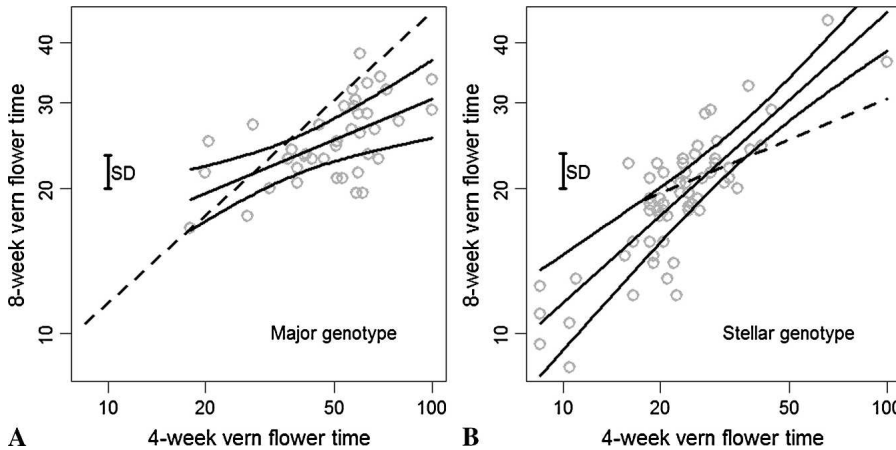 40
30
20
10
8-week vern flower time
SD
Major genotype
10 20 50 100
4-week vern flower time
A
40
30
20
10
8-week vern flower time
SD
Stellar genotype
10 20 50 100
4-week vern flower time
B